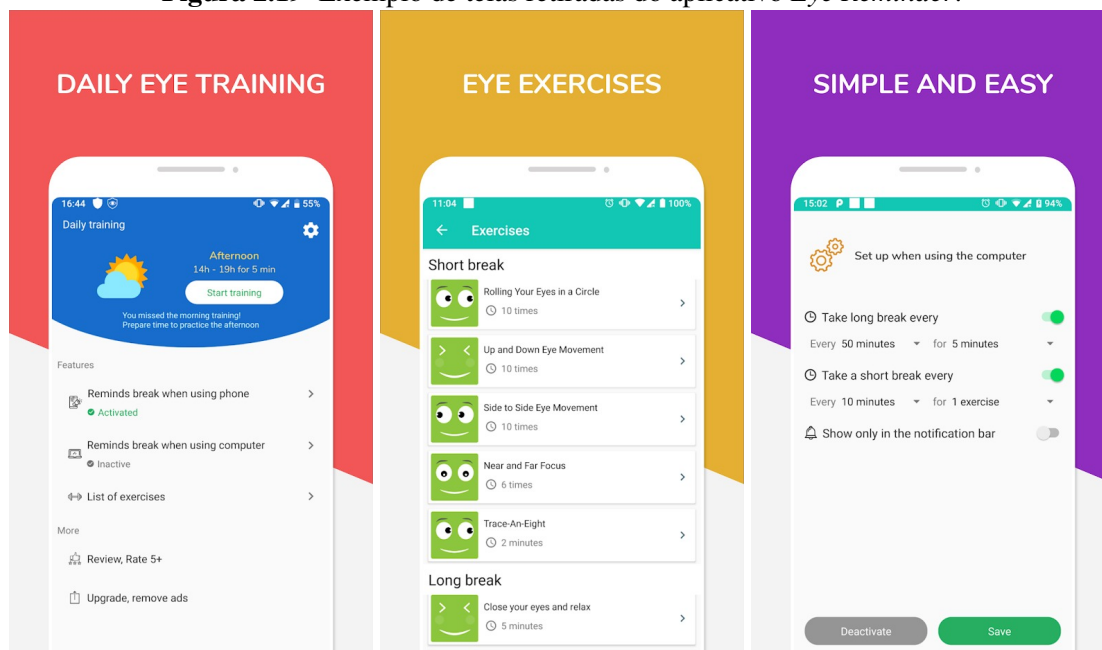 Figura 2.19- Exemplo de telas retiradas do aplicativo Eye Reminder.
DAILY EYE TRAINING
16:44
55%
Daily training
Afternoon
14h - 19h for 5 min
Start training
You missed the morning training!
Prepare time to practice the afternoon
Features
Reminds break when using phone
Activated
Reminds break when using computer
Inactive
List of exercises
More
Review, Rate 5+
Upgrade, remove ads
EYE EXERCISES
11:04
100%
Exercises
Short break
Rolling Your Eyes in a Circle
10 times
Up and Down Eye Movement
10 times
Side to Side Eye Movement
10 times
Near and Far Focus
6 times
Trace-An-Eight
2 minutes
Long break
Close your eyes and relax
5 minutes
SIMPLE AND EASY
15:02
94%
Set up when using the computer
Take long break every
Every 50 minutes for 5 minutes
Take a short break every
Every 10 minutes for 1 exercise
Show only in the notification bar
Deactivate
Save